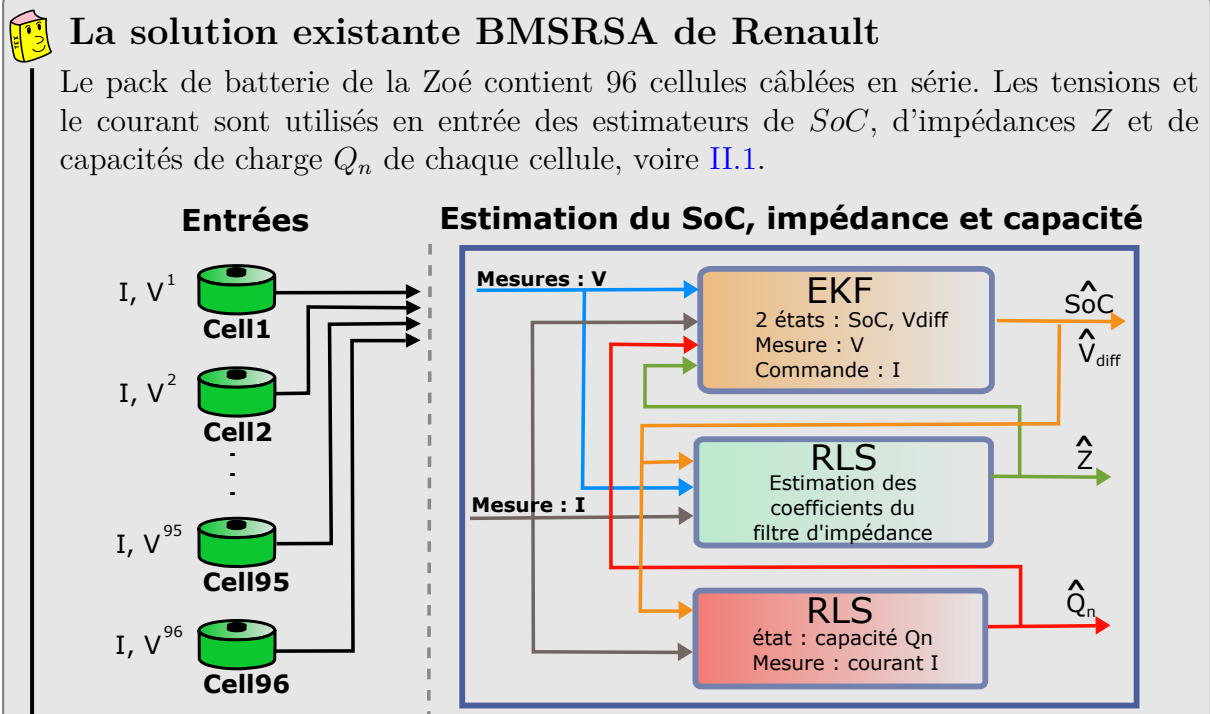 La solution existante BMSRSA de Renault
Le pack de batterie de la Zoé contient 96 cellules câblées en série. Les tensions et
le courant sont utilisés en entrée des estimateurs de SoC, d'impédances Z et de
capacités de charge Qn de chaque cellule, voire II.1.
Entrées
I, V1
Cell1
I, V2
Cell2
I, V95
Cell95
I, V96
Cell96
Estimation du SoC, impédance et capacité
Mesures : V
EKF
2 états : SoC, Vdiff
Mesure : V
Commande : I
SôC
V̂diff
RLS
Estimation des
coefficients du
filtre d'impédance
Ẑ
Mesure : I
RLS
état : capacité Qn
Mesure : courant I
Q̂n